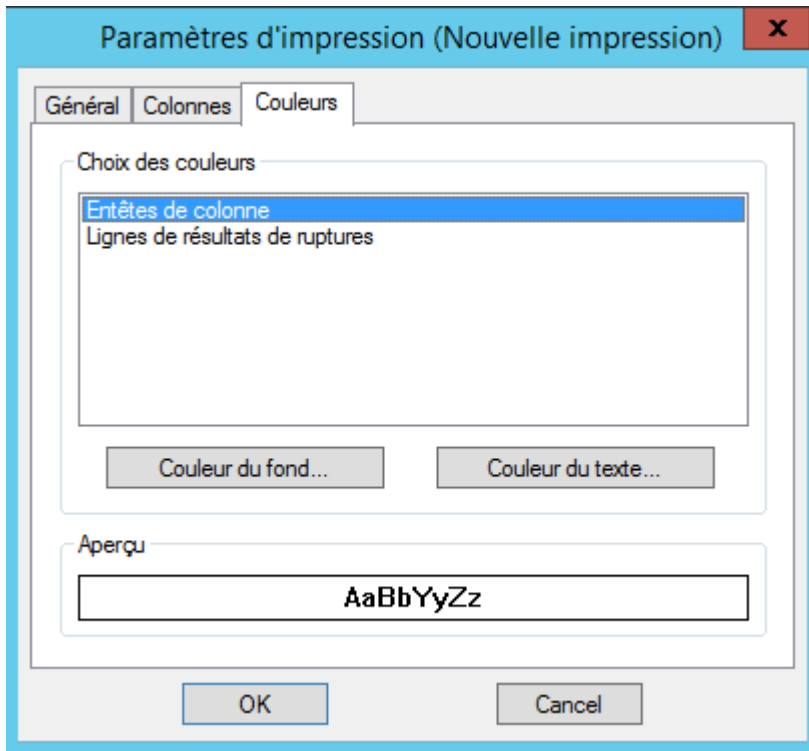 Paramètres d'impression (Nouvelle impression)
x
Général Colonnes Couleurs
Choix des couleurs
Entêtes de colonne
Lignes de résultats de ruptures
Couleur du fond... Couleur du texte...
Aperçu
AaBbYyZz
OK Cancel